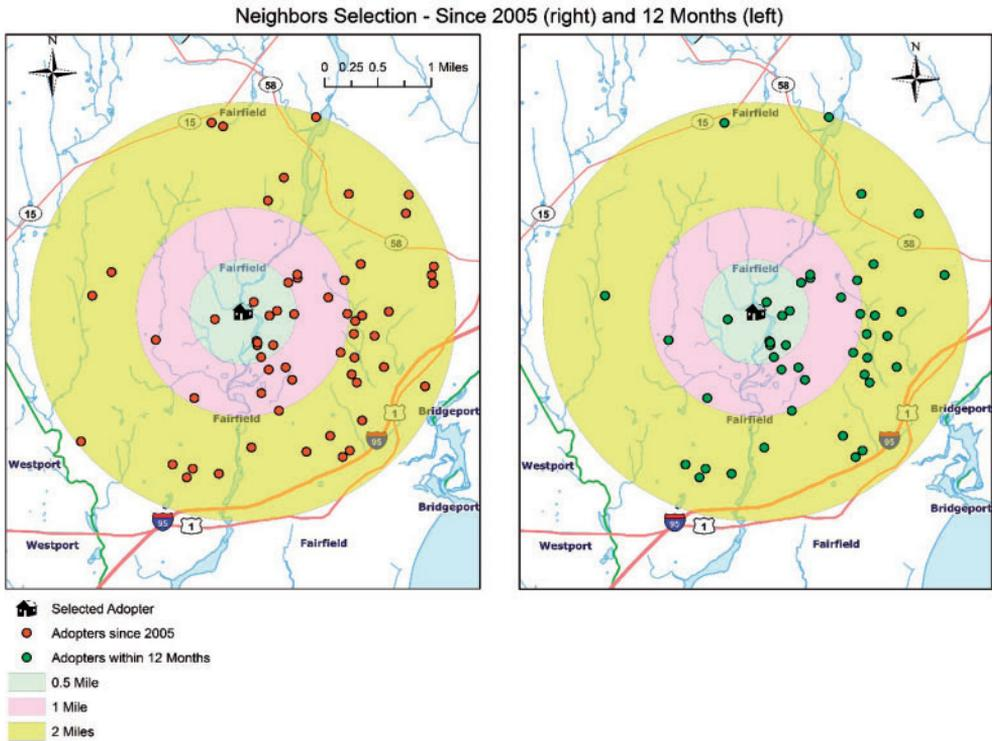 Neighbors Selection - Since 2005 (right) and 12 Months (left)
N
0 0.25 0.5 1 Miles
58
15
Fairfield
15
58
Fairfield
Fairfield
1
Bridgeport
95
Westport
Bridgeport
95
1
Westport
Fairfield
N
58
15
Fairfield
15
58
Fairfield
Fairfield
1
Bridgeport
95
Westport
Bridgeport
95
1
Westport
Fairfield
Selected Adopter
Adopters since 2005
Adopters within 12 Months
0.5 Mile
1 Mile
2 Miles